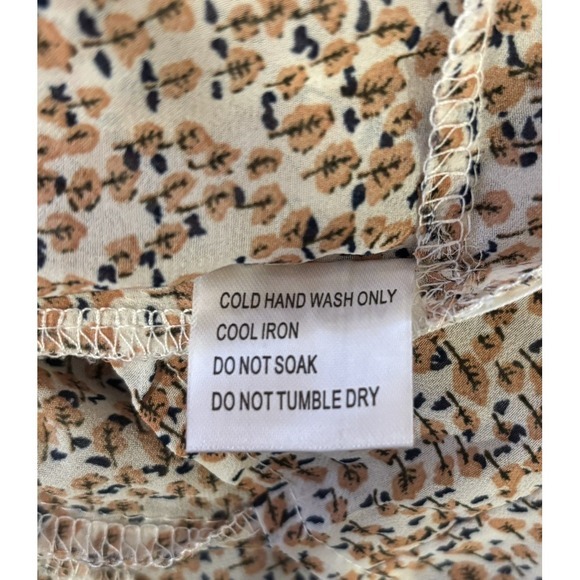 COLD HAND WASH ONLY
COOL IRON
DO NOT SOAK
DO NOT TUMBLE DRY